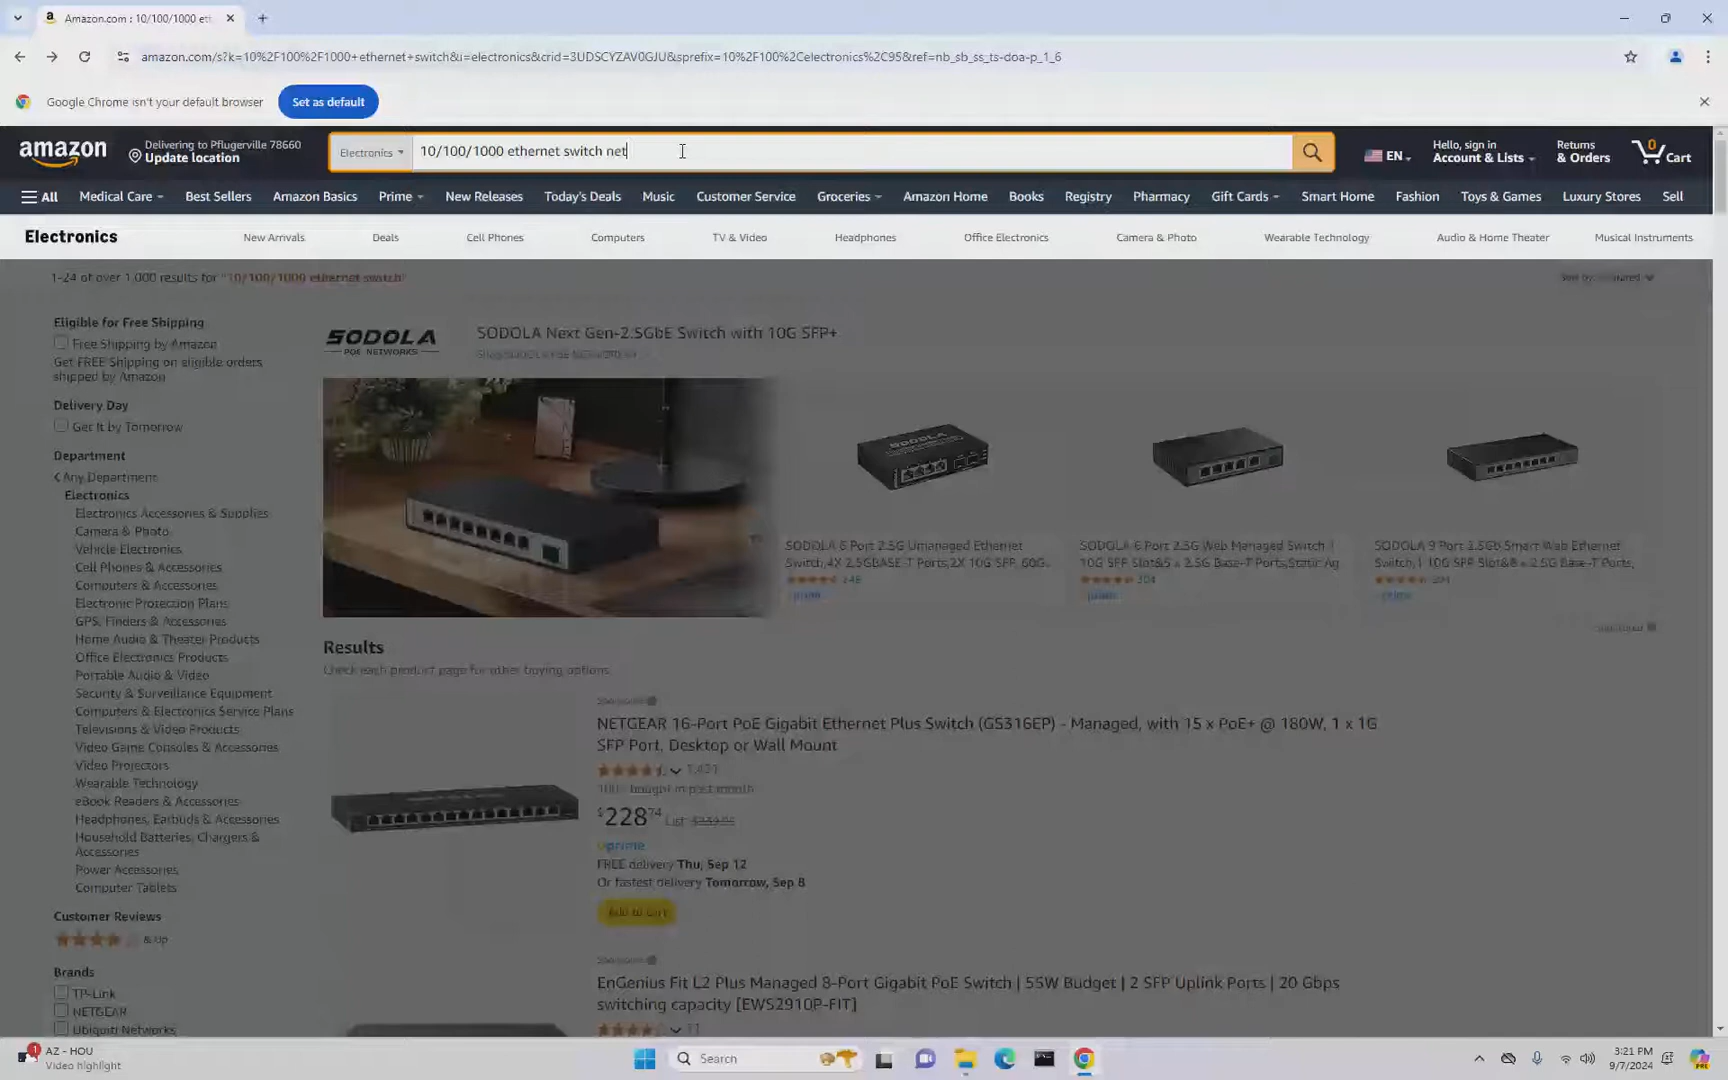 Amazon.com : 10/100/1000 et
amazon.com/s?k=10%2F100%2F1000+ethernet+switch&i=electronics&crid=3UDSCYZAV0GJU&sprefix=10%2F100%2Celectronics%2C95&ref=nb_sb_ss_ts-doa-p_1_6
Google Chrome isn't your default browser
Set as default
amazon
Delivering to Pflugerville 78660
Update location
Electronics
10/100/1000 ethernet switch net
EN
Hello, sign in
Account & Lists
Returns
& Orders
0
Cart
All
Medical Care
Best Sellers
Amazon Basics
Prime
New Releases
Today's Deals
Music
Customer Service
Groceries
Amazon Home
Books
Registry
Pharmacy
Gift Cards
Smart Home
Fashion
Toys & Games
Luxury Stores
Sell
Electronics
New Arrivals
Deals
Cell Phones
Computers
TV & Video
Headphones
Office Electronics
Camera & Photo
Wearable Technology
Audio & Home Theater
Musical Instruments
1-24 of over 1,000 results for "10/100/1000 ethernet switch"
Sort by: Featured
Eligible for Free Shipping
Free Shipping by Amazon
Get FREE Shipping on eligible orders
shipped by Amazon
Delivery Day
Get It by Tomorrow
Department
Any Department
Electronics
Electronics Accessories & Supplies
Camera & Photo
Vehicle Electronics
Cell Phones & Accessories
Computers & Accessories
Electronic Protection Plans
GPS, Finders & Accessories
Home Audio & Theater Products
Office Electronics Products
Portable Audio & Video
Security & Surveillance Equipment
Computers & Electronics Service Plans
Televisions & Video Products
Video Game Consoles & Accessories
Video Projectors
Wearable Technology
eBook Readers & Accessories
Headphones, Earbuds & Accessories
Household Batteries, Chargers &
Accessories
Power Accessories
Computer Tablets
Customer Reviews
& Up
Brands
TP-Link
NETGEAR
Ubiquiti Networks
SODOLA
POE NETWORKS
SODOLA Next Gen-2.5GbE Switch with 10G SFP+
SODOLA 6 Port 2.5G Umanaged Ethernet
Switch,4X 2.5GBASE-T Ports,2X 10G SFP, 60G...
SODOLA 6 Port 2.5G Web Managed Switch |
10G SFP Slot&5 x 2.5G Base-T Ports,Static Ag
304
SODOLA 9 Port 2.5Gb Smart Web Ethernet
Switch,1 10G SFP Slot&8 x 2.5G Base-T Ports,
Results
Check each product page for other buying options.
Sponsored
NETGEAR 16-Port PoE Gigabit Ethernet Plus Switch (GS316EP) - Managed, with 15 x PoE+ @ 180W, 1 x 1G
SFP Port, Desktop or Wall Mount
1,421
100+ bought in past month
$228.74 List:
prime
FREE delivery Thu, Sep 12
Or fastest delivery Tomorrow, Sep 8
Add to cart
Sponsored
EnGenius Fit L2 Plus Managed 8-Port Gigabit PoE Switch | 55W Budget | 2 SFP Uplink Ports | 20 Gbps
switching capacity [EWS2910P-FIT]
11
1
AZ - HOU
Video highlight
Search
3:21 PM
9/7/2024
PRE